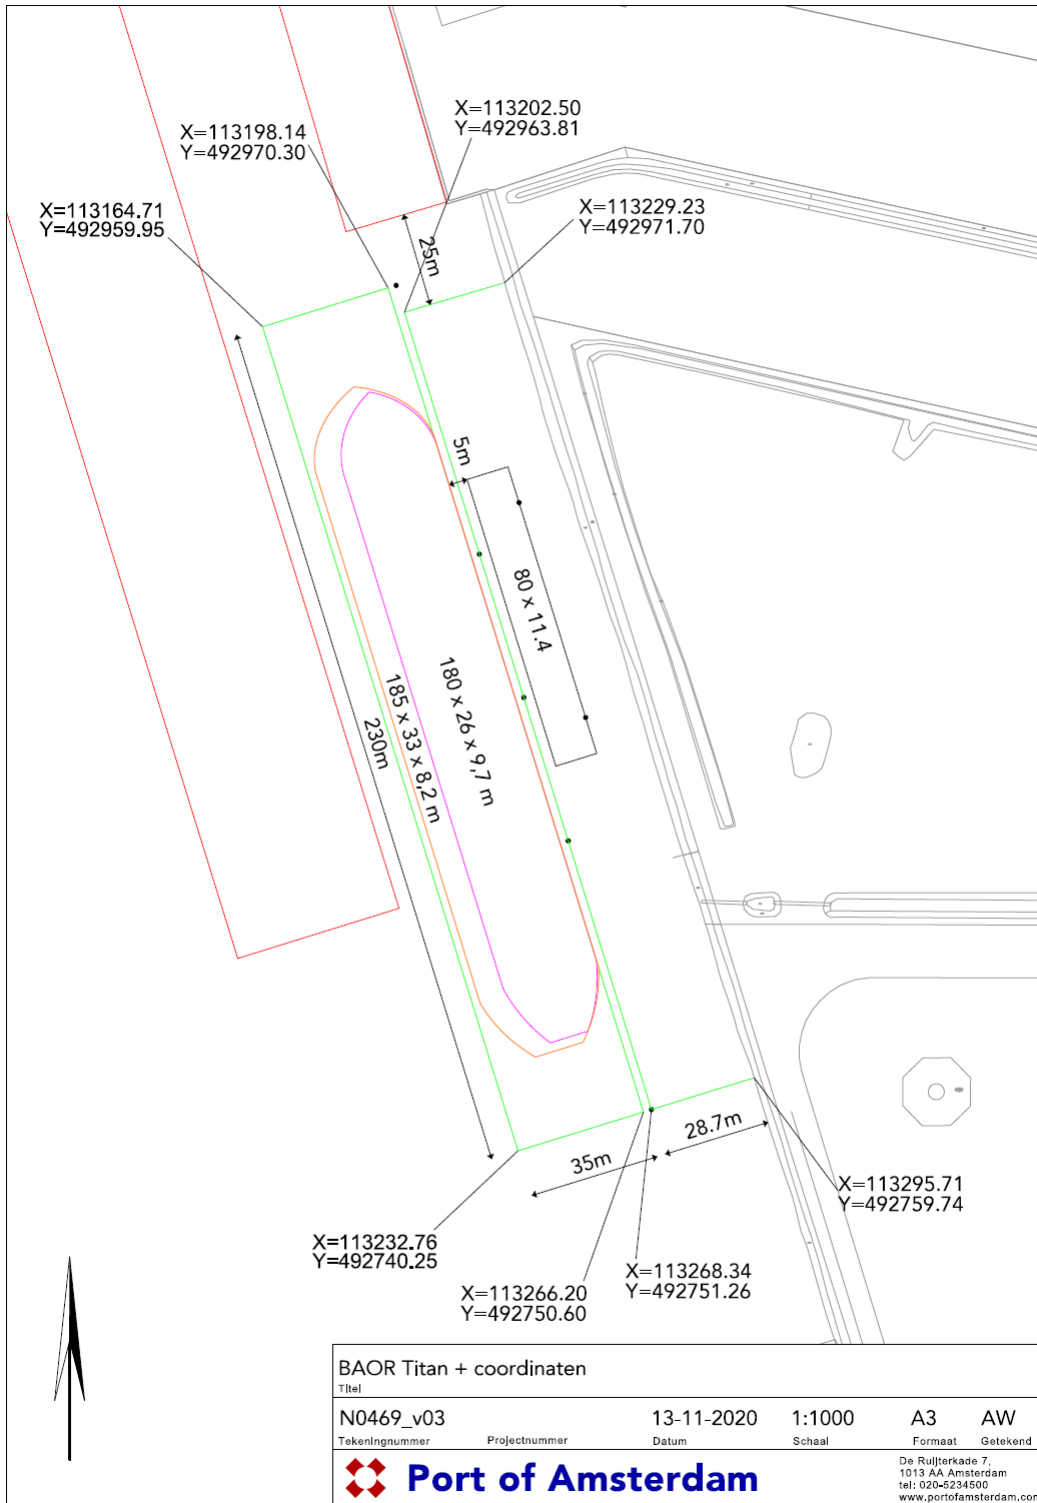 X=113202.50
Y=492963.81
X=113198.14
Y=492970.30
X=113164.71
Y=492959.95
X=113229.23
Y=492971.70
25m
5m
80 x 11.4
180 x 26 x 9,7 m
185 x 33 x 8,2 m
230m
28.7m
35m
X=113295.71
Y=492759.74
X=113232.76
Y=492740.25
X=113268.34
Y=492751.26
X=113266.20
Y=492750.60
BAOR Titan + coordinaten
Titel
N0469_v03 13-11-2020 1:1000 A3 AW
Tekeningnummer Projectnummer Datum Schaal Formaat Getekend
Port of Amsterdam
De Ruijterkade 7,
1013 AA Amsterdam
tel: 020-5234500
www.portofamsterdam.com